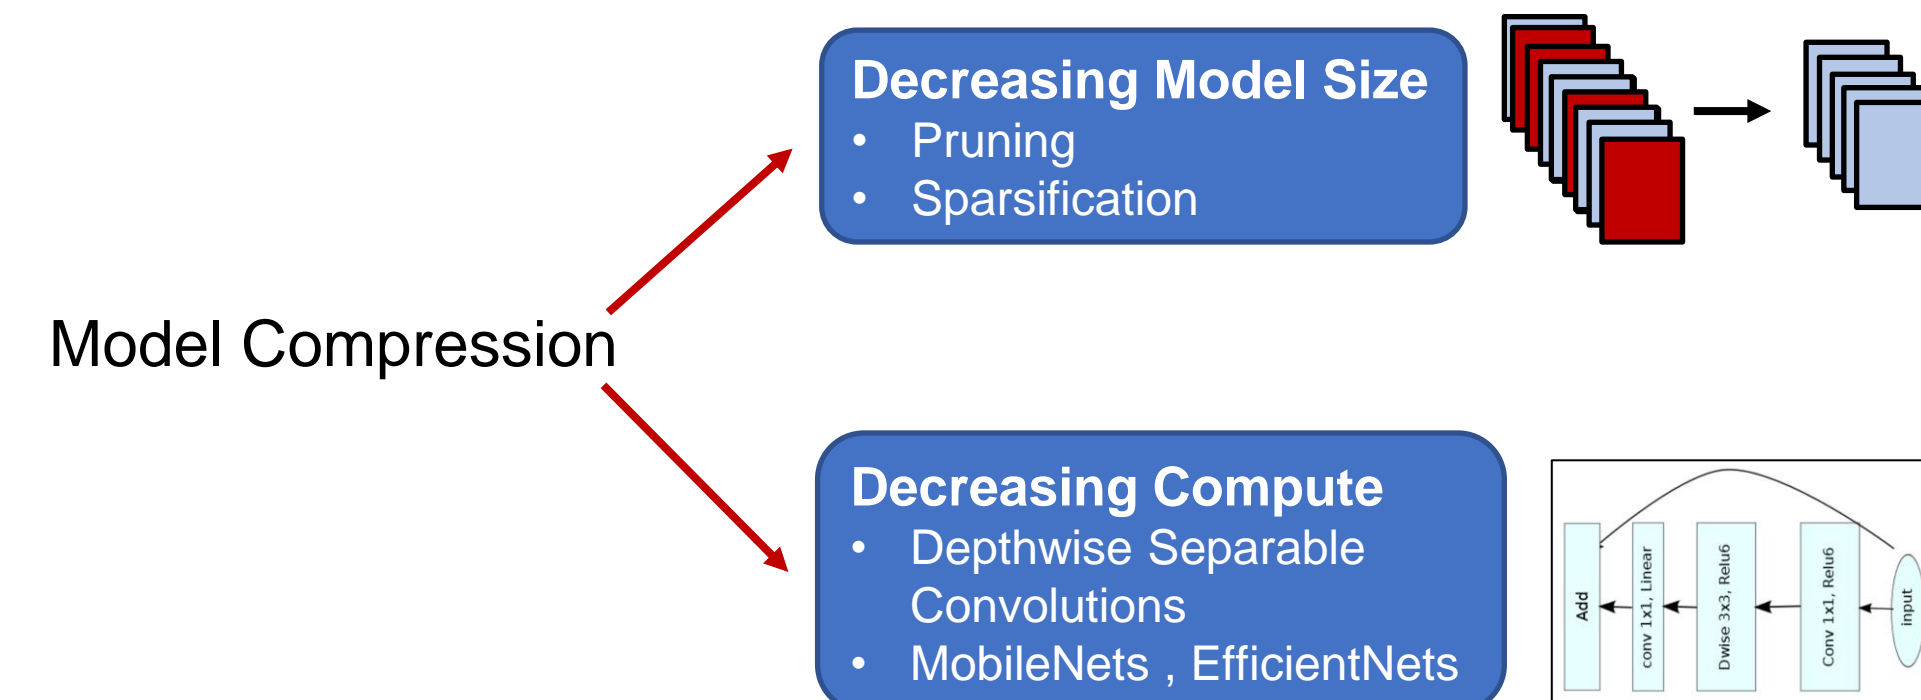 Decreasing Model Size
• Pruning
• Sparsification
Model Compression
Decreasing Compute
• Depthwise Separable
Convolutions
• MobileNets , EfficientNets
Add
conv 1x1, Linear
Dwise 3x3, Relu6
Conv 1x1, Relu6
input